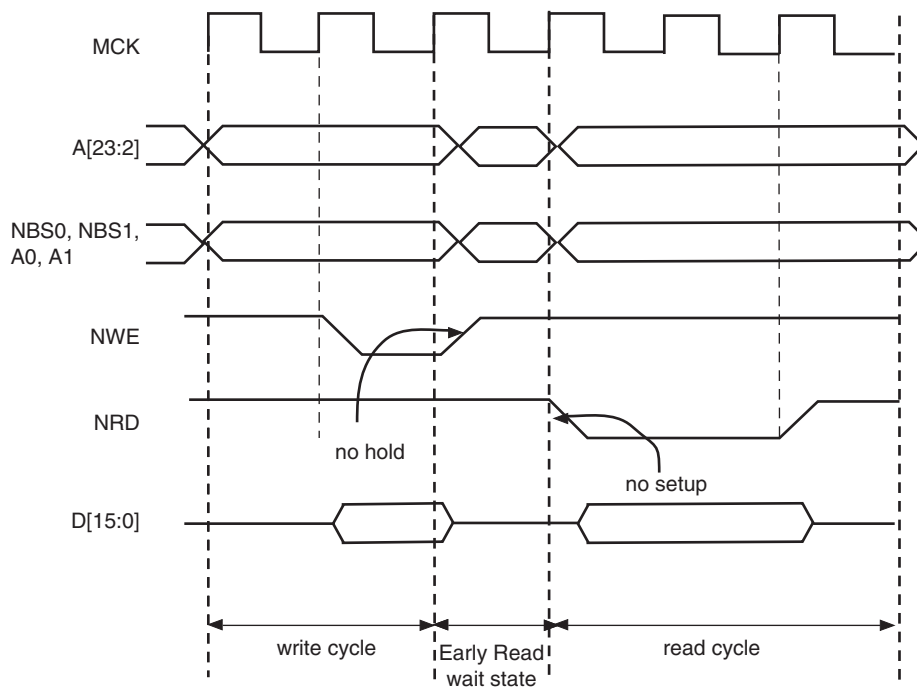 MCK
A[23:2]
NBS0, NBS1,
A0, A1
NWE
NRD
no hold
no setup
D[15:0]
write cycle
Early Read
wait state
read cycle